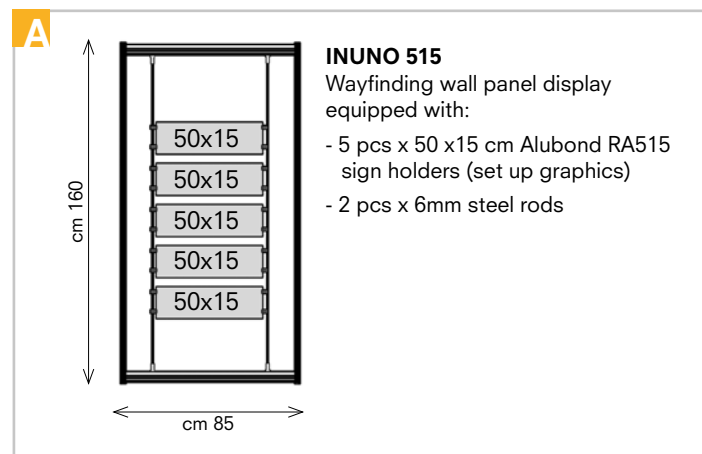 A
INUNO 515
Wayfinding wall panel display
equipped with:
- 5 pcs x 50 x15 cm Alubond RA515
sign holders (set up graphics)
- 2 pcs x 6mm steel rods
50x15
50x15
50x15
50x15
50x15
cm 160
cm 85